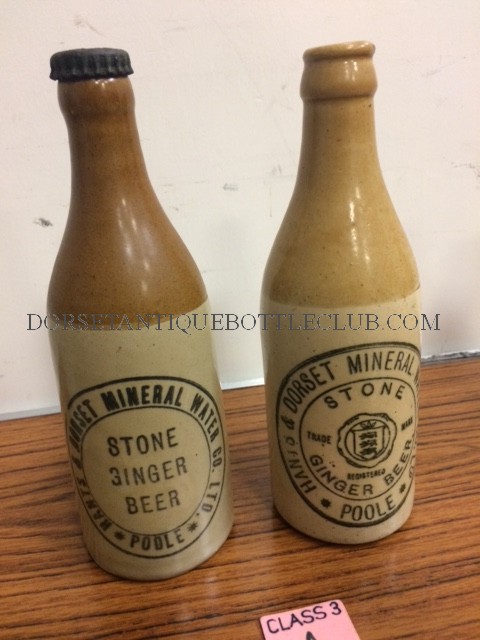 DORSETANTIQUEBOTTLECLUB.COM
HANTS & DORSET MINERAL WATER CO. LTD.
STONE
3INGER
BEER
* POOLE *
HANTS & DORSET MINERAL
STONE
TRADE MARK
REGISTERED
GINGER BEER
* POOLE *
CLASS 3